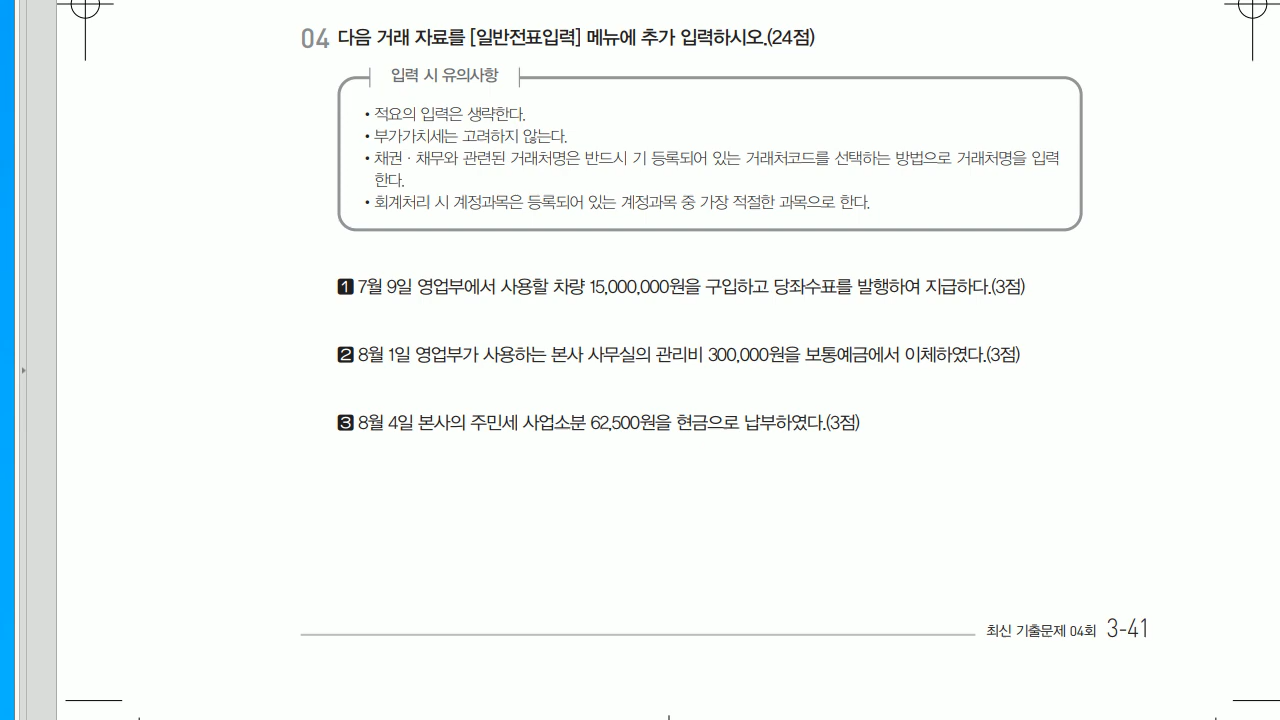 04 다음 거래 자료를 [일반전표입력] 메뉴에 추가 입력하시오.(24점)
입력 시 유의사항
• 적요의 입력은 생략한다.
• 부가가치세는 고려하지 않는다.
• 채권 · 채무와 관련된 거래처명은 반드시 기 등록되어 있는 거래처코드를 선택하는 방법으로 거래처명을 입력
한다.
• 회계처리 시 계정과목은 등록되어 있는 계정과목 중 가장 적절한 과목으로 한다.
1 7월 9일 영업부에서 사용할 차량 15,000,000원을 구입하고 당좌수표를 발행하여 지급하다.(3점)
2 8월 1일 영업부가 사용하는 본사 사무실의 관리비 300,000원을 보통예금에서 이체하였다.(3점)
3 8월 4일 본사의 주민세 사업소분 62,500원을 현금으로 납부하였다.(3점)
최신 기출문제 04회 3-41